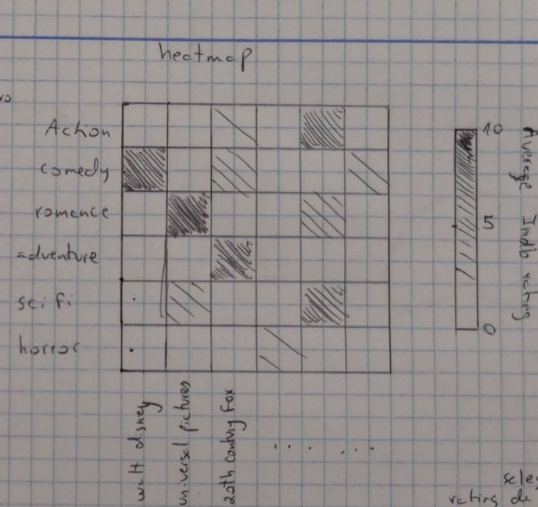 heatmap
Action
comedy
romance
adventure
sci fi
horror
walt disney
universal pictures
20th century fox
10
5
0
Average Imdb rating
rating de